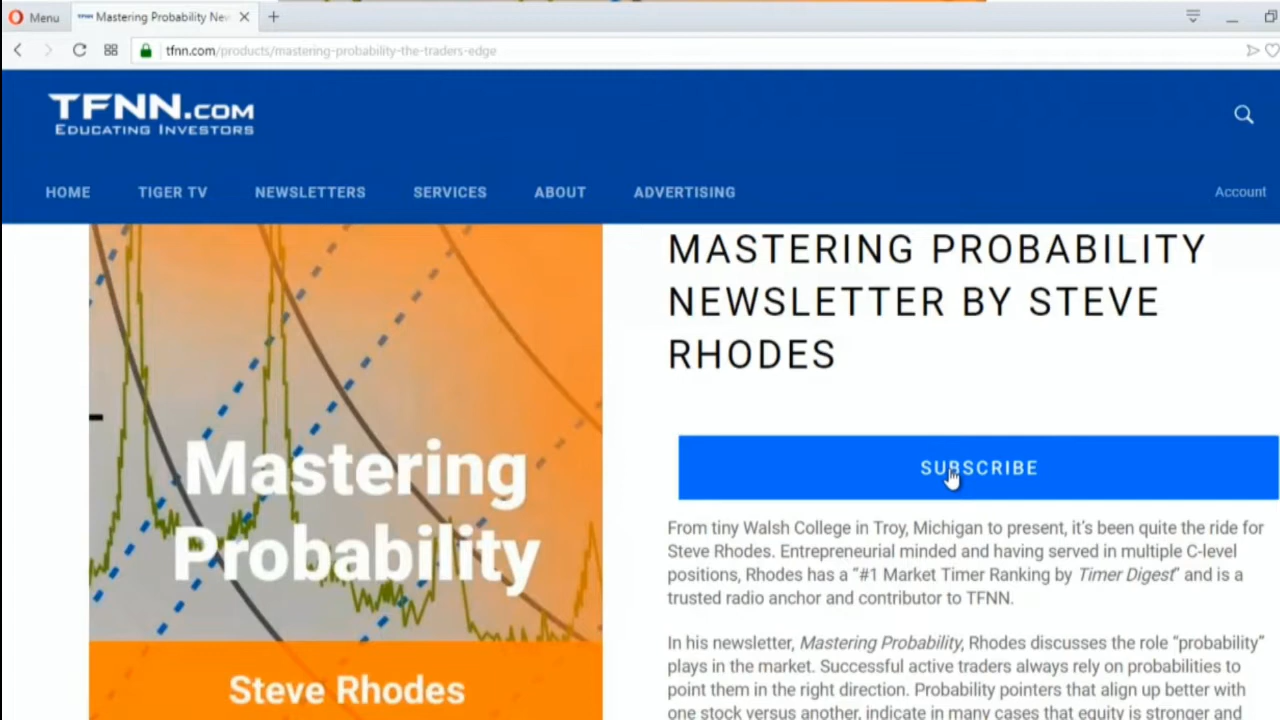 Menu
TFNN Mastering Probability New
tfnn.com/products/mastering-probability-the-traders-edge
TFNN.COM
EDUCATING INVESTORS
HOME TIGER TV NEWSLETTERS SERVICES ABOUT ADVERTISING Account
Mastering
Probability
Steve Rhodes
MASTERING PROBABILITY
NEWSLETTER BY STEVE
RHODES
SUBSCRIBE
From tiny Walsh College in Troy, Michigan to present, it's been quite the ride for
Steve Rhodes. Entrepreneurial minded and having served in multiple C-level
positions, Rhodes has a “#1 Market Timer Ranking by Timer Digest” and is a
trusted radio anchor and contributor to TFNN.
In his newsletter, Mastering Probability, Rhodes discusses the role “probability”
plays in the market. Successful active traders always rely on probabilities to
point them in the right direction. Probability pointers that align up better with
one stock versus another, indicate in many cases that equity is stronger and